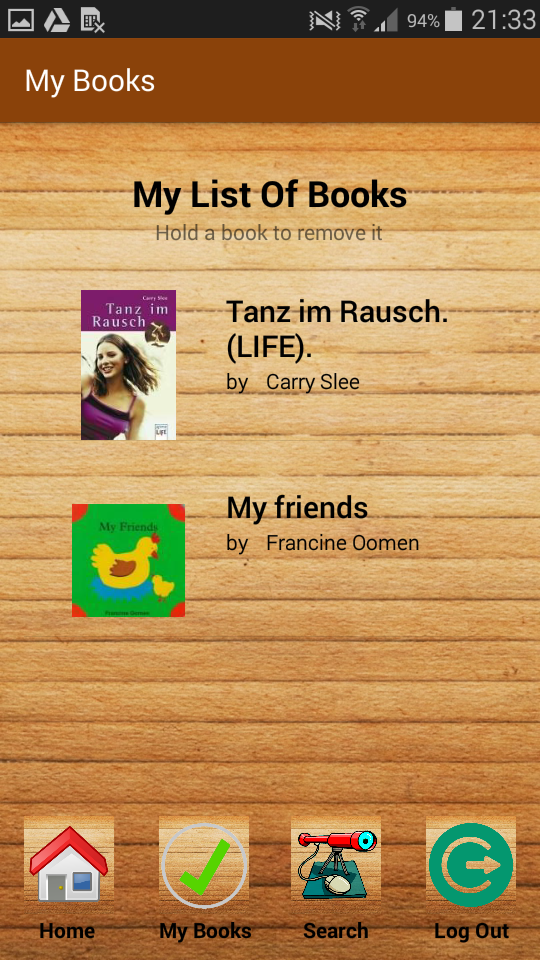 94% 21:33
My Books
My List Of Books
Hold a book to remove it
Carry Slee
Tanz im
Rausch
LIFE
Tanz im Rausch.
(LIFE).
by Carry Slee
My Friends
Francine Oomen
My friends
by Francine Oomen
Home My Books Search Log Out